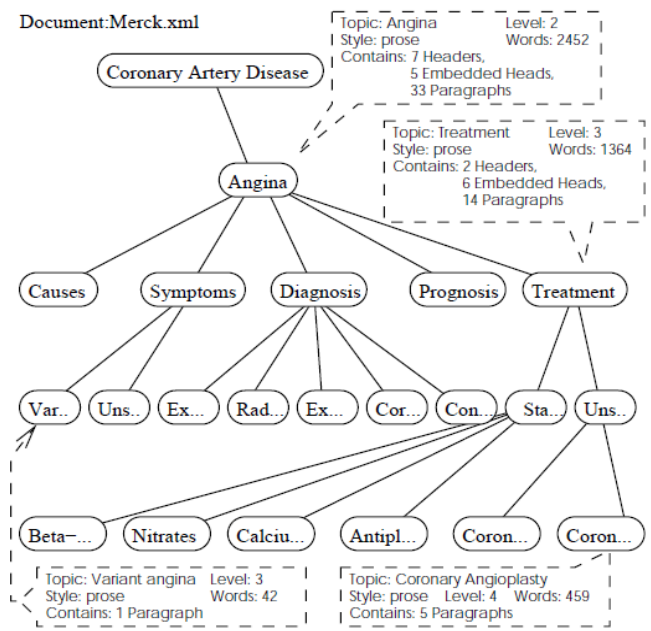 Document:Merck.xml
Topic: Angina Level: 2
Style: prose Words: 2452
Contains: 7 Headers,
5 Embedded Heads,
33 Paragraphs
Coronary Artery Disease
Topic: Treatment Level: 3
Style: prose Words: 1364
Contains: 2 Headers,
6 Embedded Heads,
14 Paragraphs
Angina
Causes Symptoms Diagnosis Prognosis Treatment
Var.. Uns.. Ex... Rad... Ex... Cor... Con... Sta... Uns..
Beta−... Nitrates Calciu... Antipl... Coron... Coron...
Topic: Variant angina Level: 3
Style: prose Words: 42
Contains: 1 Paragraph
Topic: Coronary Angioplasty
Style: prose Level: 4 Words: 459
Contains: 5 Paragraphs